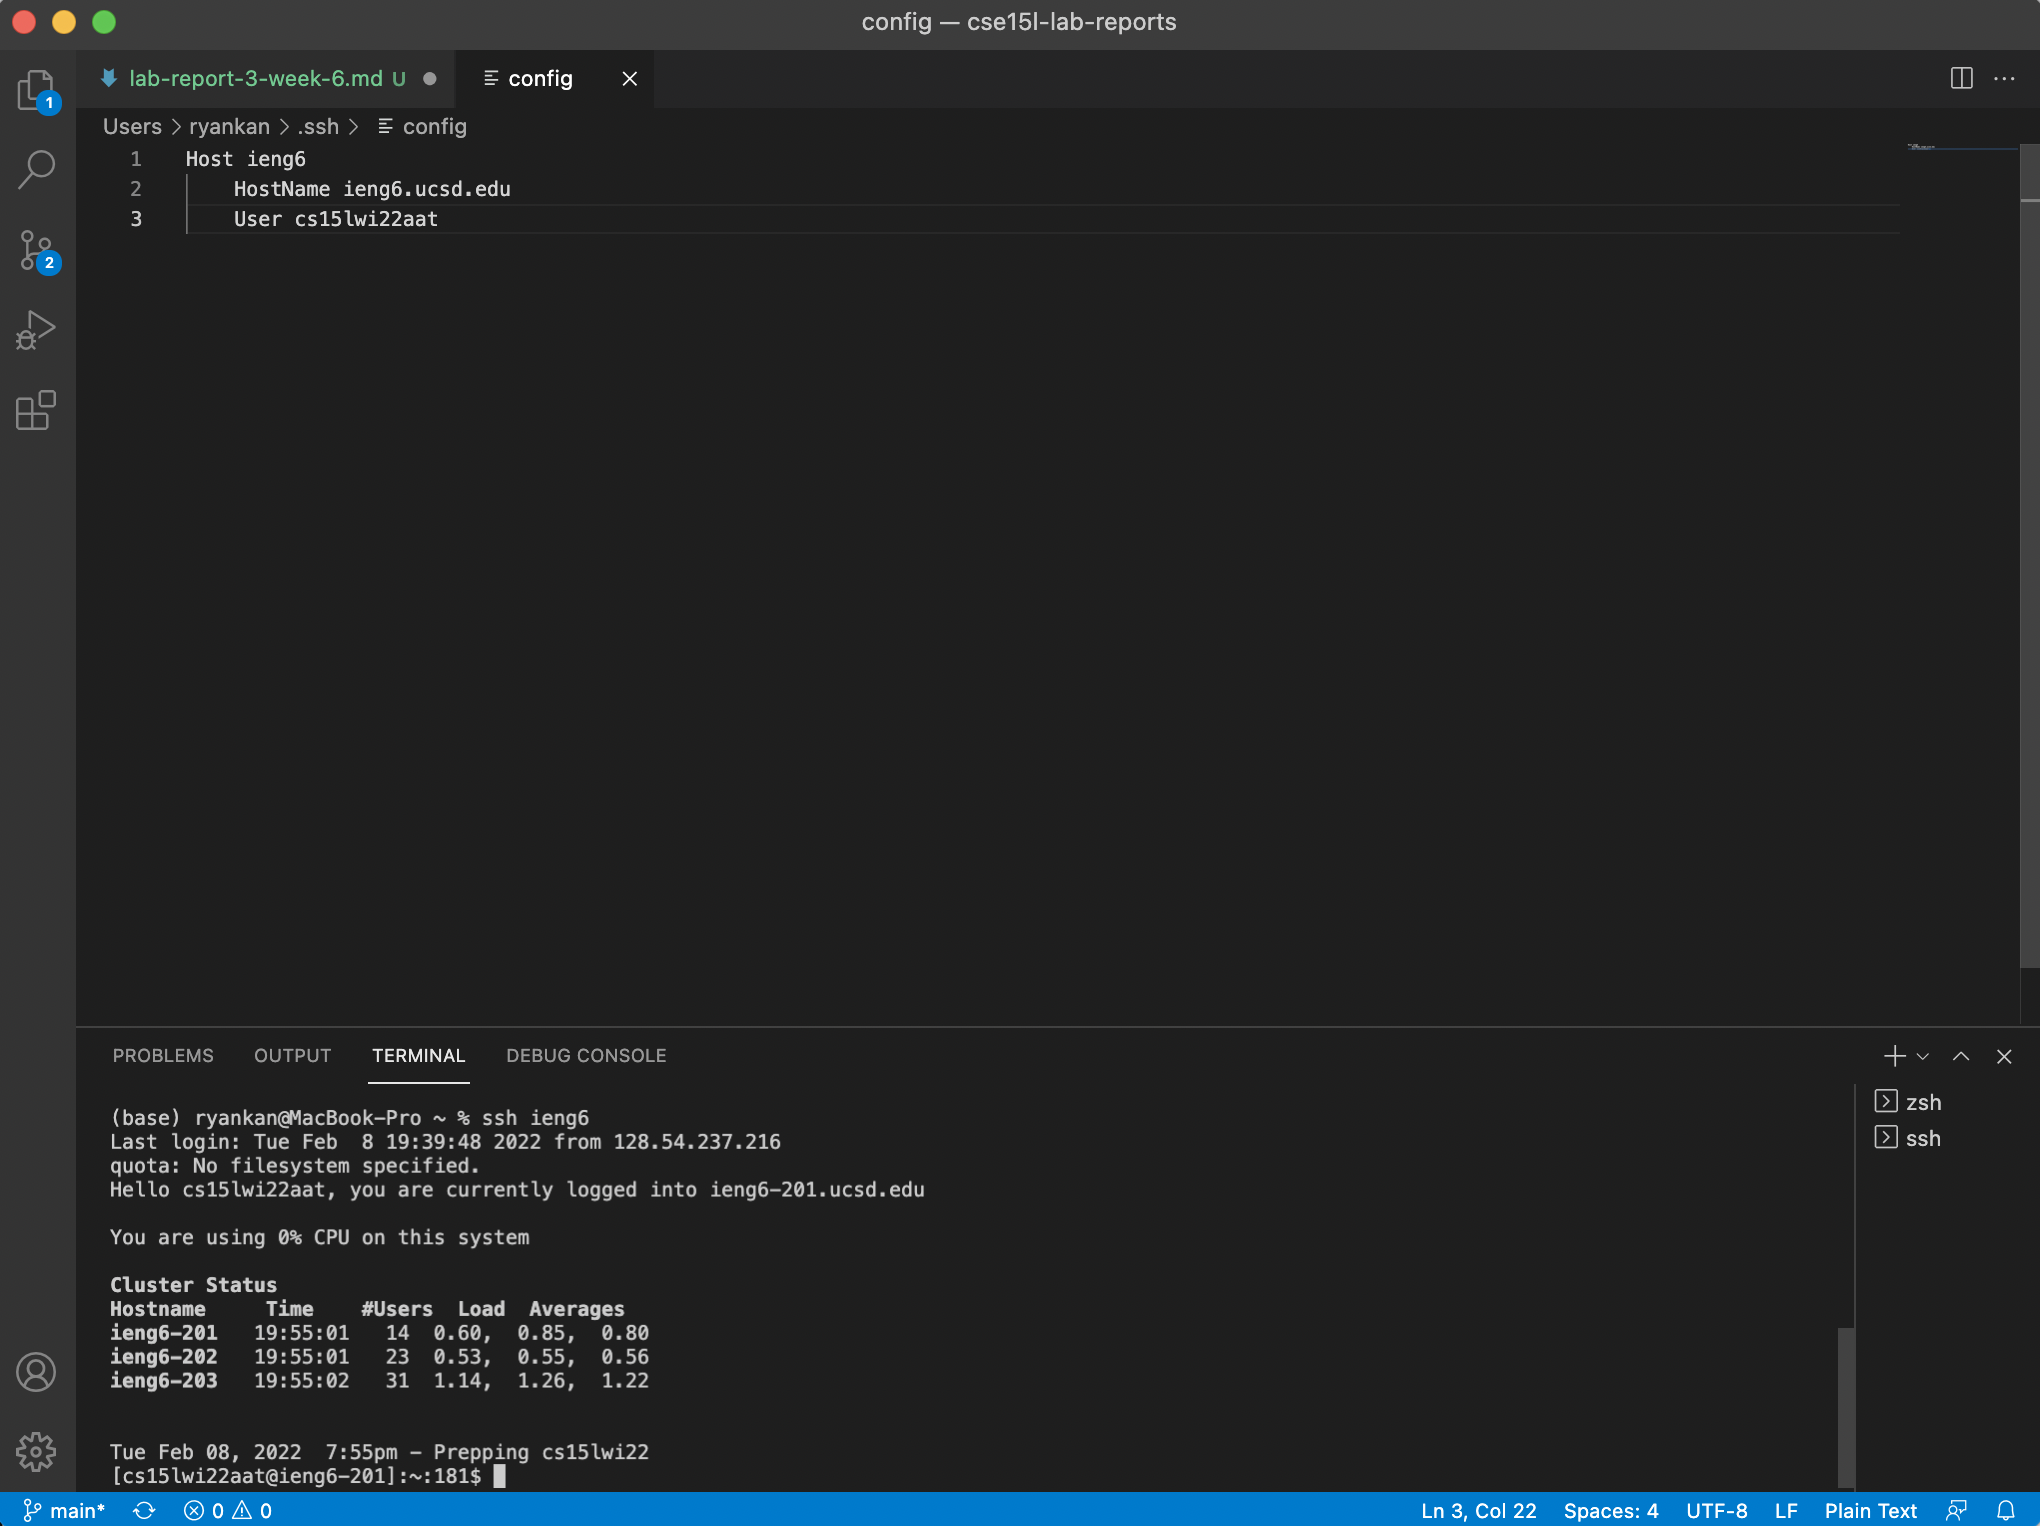 config — cse15l-lab-reports
lab-report-3-week-6.md U
config
Users > ryankan > .ssh > config
1 Host ieng6
2 HostName ieng6.ucsd.edu
3 User cs15lwi22aat
1
2
PROBLEMS OUTPUT TERMINAL DEBUG CONSOLE
(base) ryankan@MacBook-Pro ~ % ssh ieng6
Last login: Tue Feb  8 19:39:48 2022 from 128.54.237.216
quota: No filesystem specified.
Hello cs15lwi22aat, you are currently logged into ieng6-201.ucsd.edu
You are using 0% CPU on this system
Cluster Status
Hostname     Time    #Users  Load  Averages
ieng6-201   19:55:01   14  0.60,  0.85,  0.80
ieng6-202   19:55:01   23  0.53,  0.55,  0.56
ieng6-203   19:55:02   31  1.14,  1.26,  1.22
Tue Feb 08, 2022  7:55pm - Prepping cs15lwi22
[cs15lwi22aat@ieng6-201]:~:181$
zsh
ssh
main* 0 0 Ln 3, Col 22 Spaces: 4 UTF-8 LF Plain Text